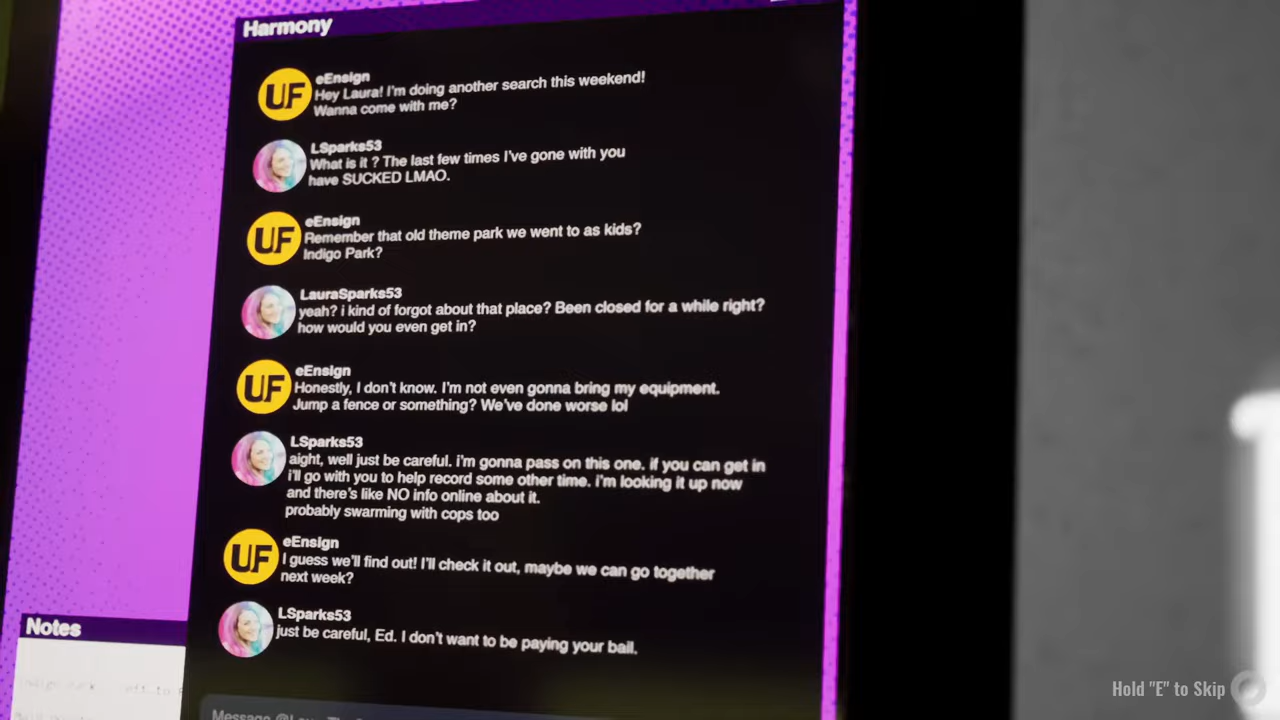 Harmony
UF
eEnsign
Hey Laura! I'm doing another search this weekend!
Wanna come with me?
LSparks53
What is it ? The last few times I've gone with you
have SUCKED LMAO.
UF
eEnsign
Remember that old theme park we went to as kids?
Indigo Park?
LauraSparks53
yeah? i kind of forgot about that place? Been closed for a while right?
how would you even get in?
UF
eEnsign
Honestly, I don't know. I'm not even gonna bring my equipment.
Jump a fence or something? We've done worse lol
LSparks53
aight, well just be careful. i'm gonna pass on this one. if you can get in
i'll go with you to help record some other time. i'm looking it up now
and there's like NO info online about it.
probably swarming with cops too
UF
eEnsign
I guess we'll find out! I'll check it out, maybe we can go together
next week?
LSparks53
just be careful, Ed. I don't want to be paying your bail.
Notes
Message
Hold "E" to Skip